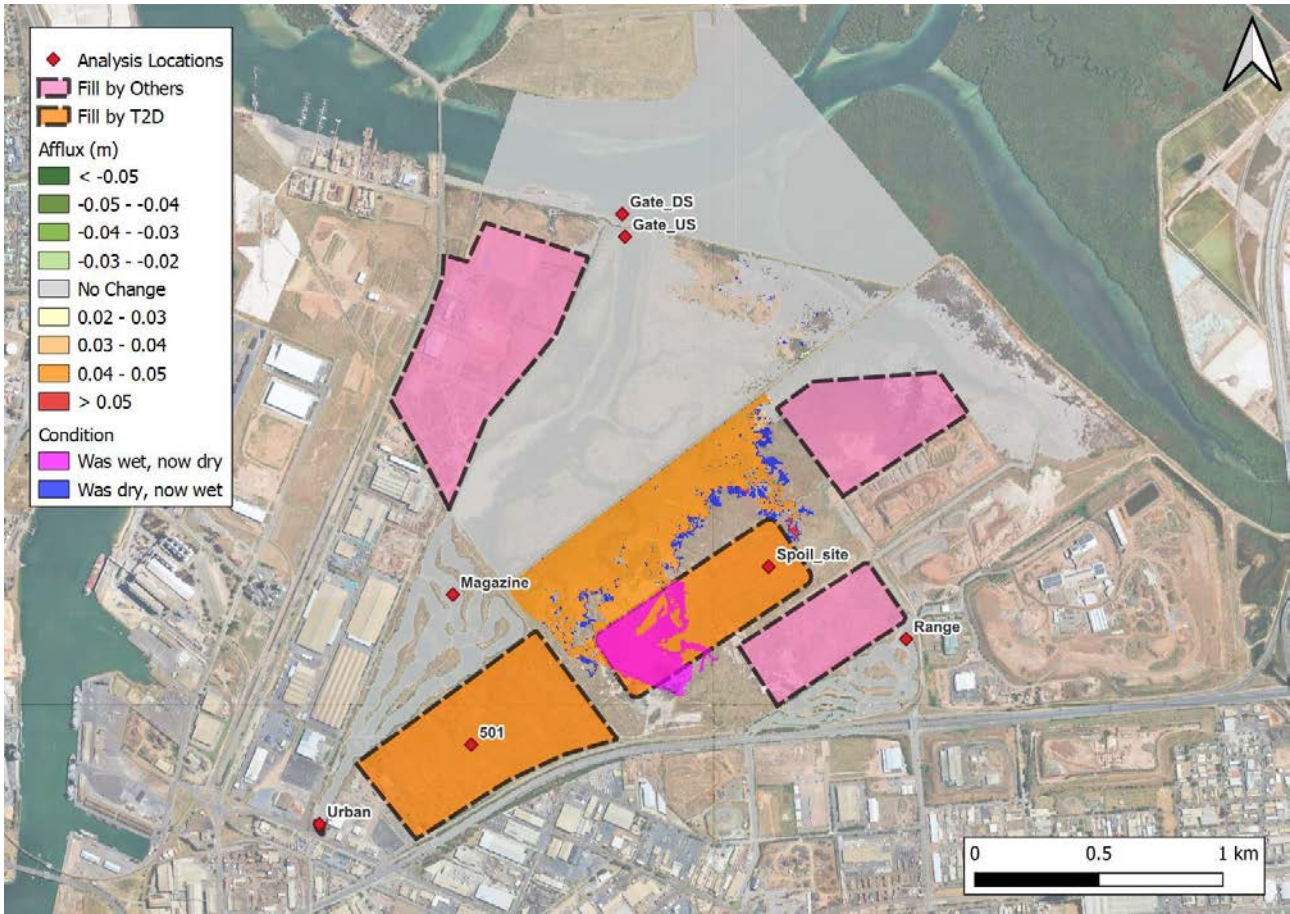 Analysis Locations
Fill by Others
Fill by T2D
Afflux (m)
< -0.05
-0.05 - -0.04
-0.04 - -0.03
-0.03 - -0.02
No Change
0.02 - 0.03
0.03 - 0.04
0.04 - 0.05
> 0.05
Condition
Was wet, now dry
Was dry, now wet
Gate_DS
Gate_US
Spoil_site
Magazine
Range
501
Urban
0 0.5 1 km